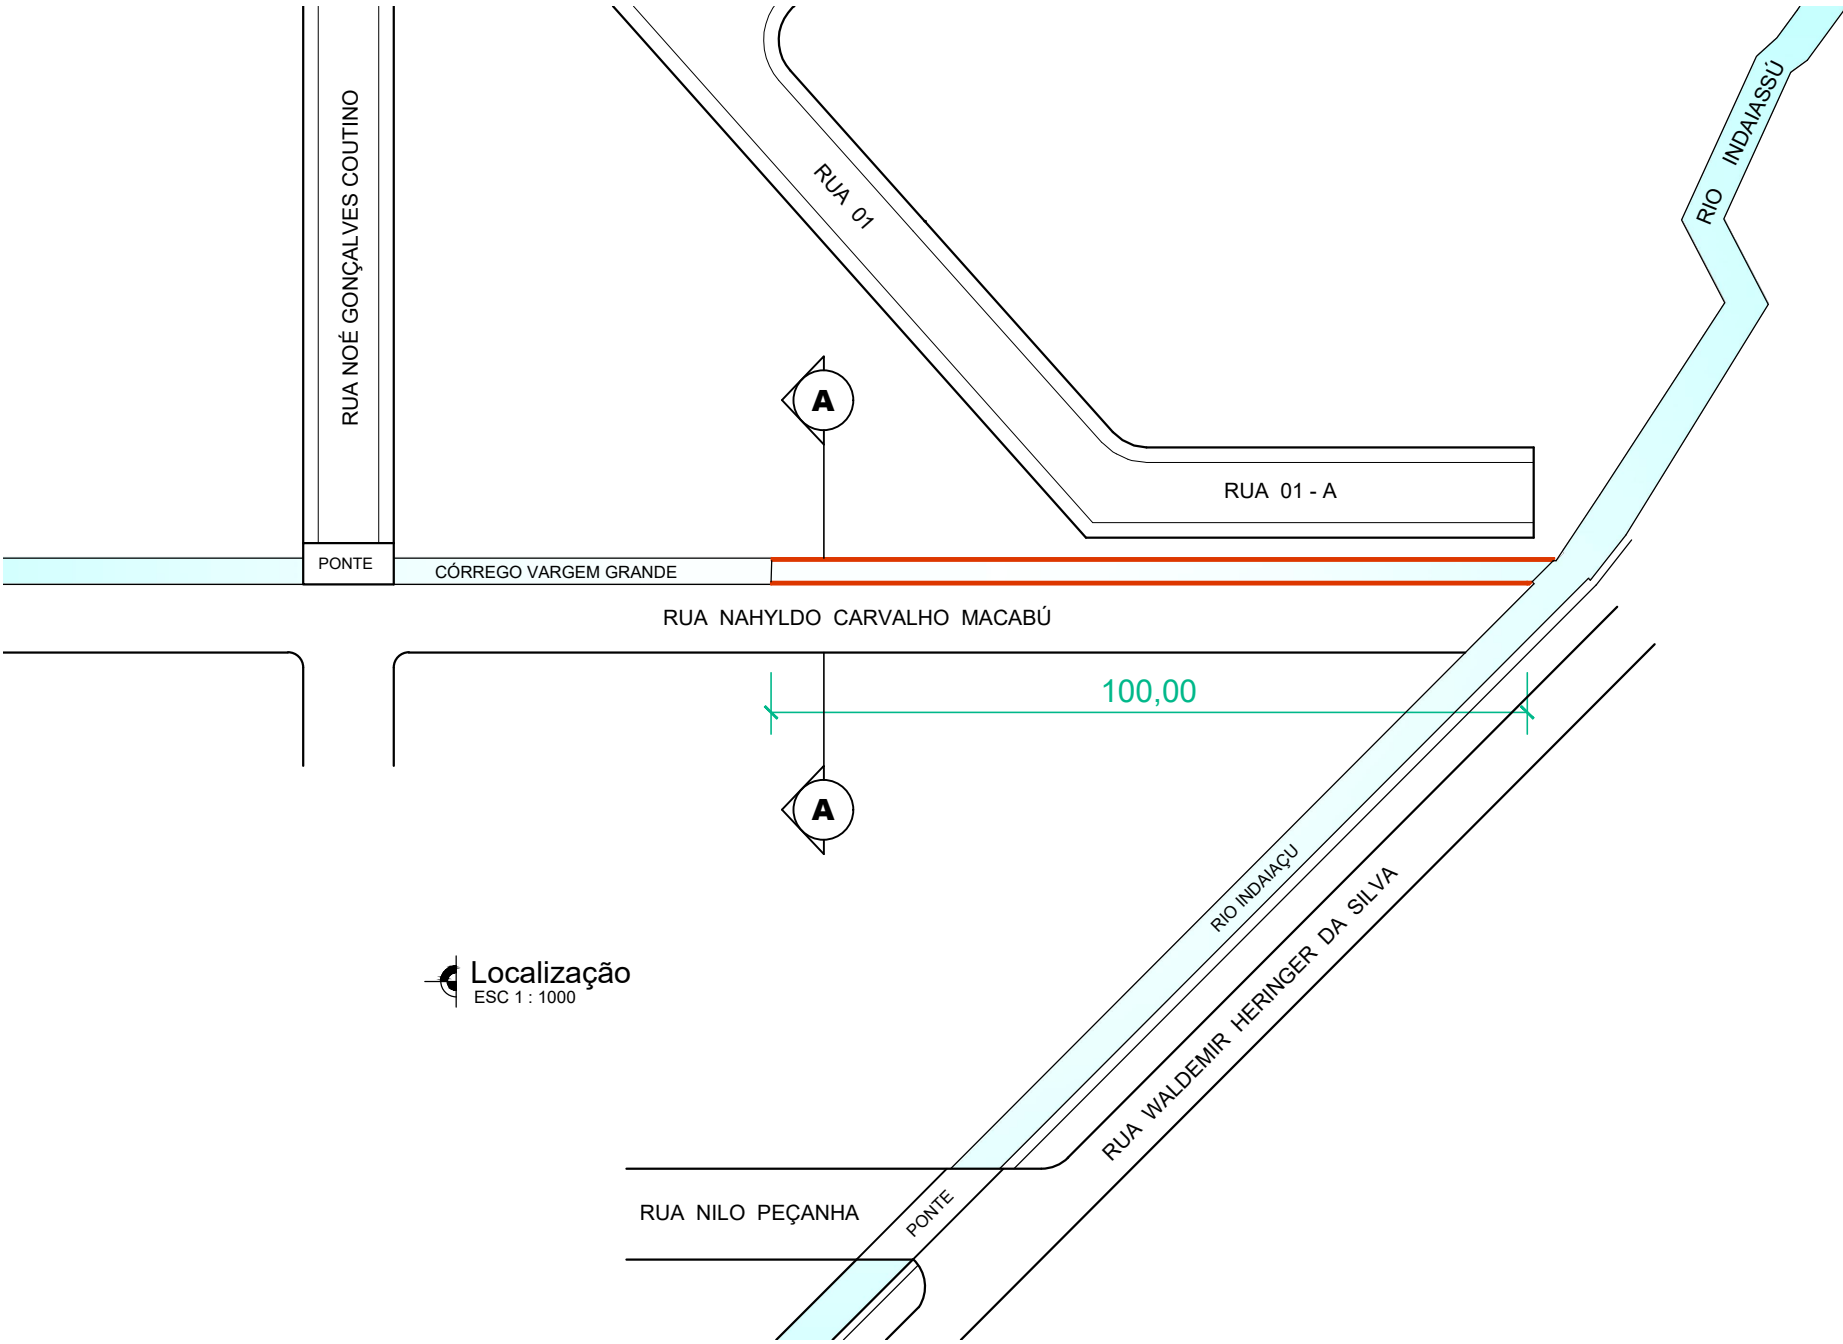 RIO INDAIASSÚ
RUA NOÉ GONÇALVES COUTINO
RUA 01
A
RUA 01 - A
PONTE
CÓRREGO VARGEM GRANDE
RUA NAHYLDO CARVALHO MACABÚ
100,00
A
RIO INDAIAÇU
RUA WALDEMIR HERINGER DA SILVA
Localização
ESC 1 : 1000
RUA NILO PEÇANHA
PONTE